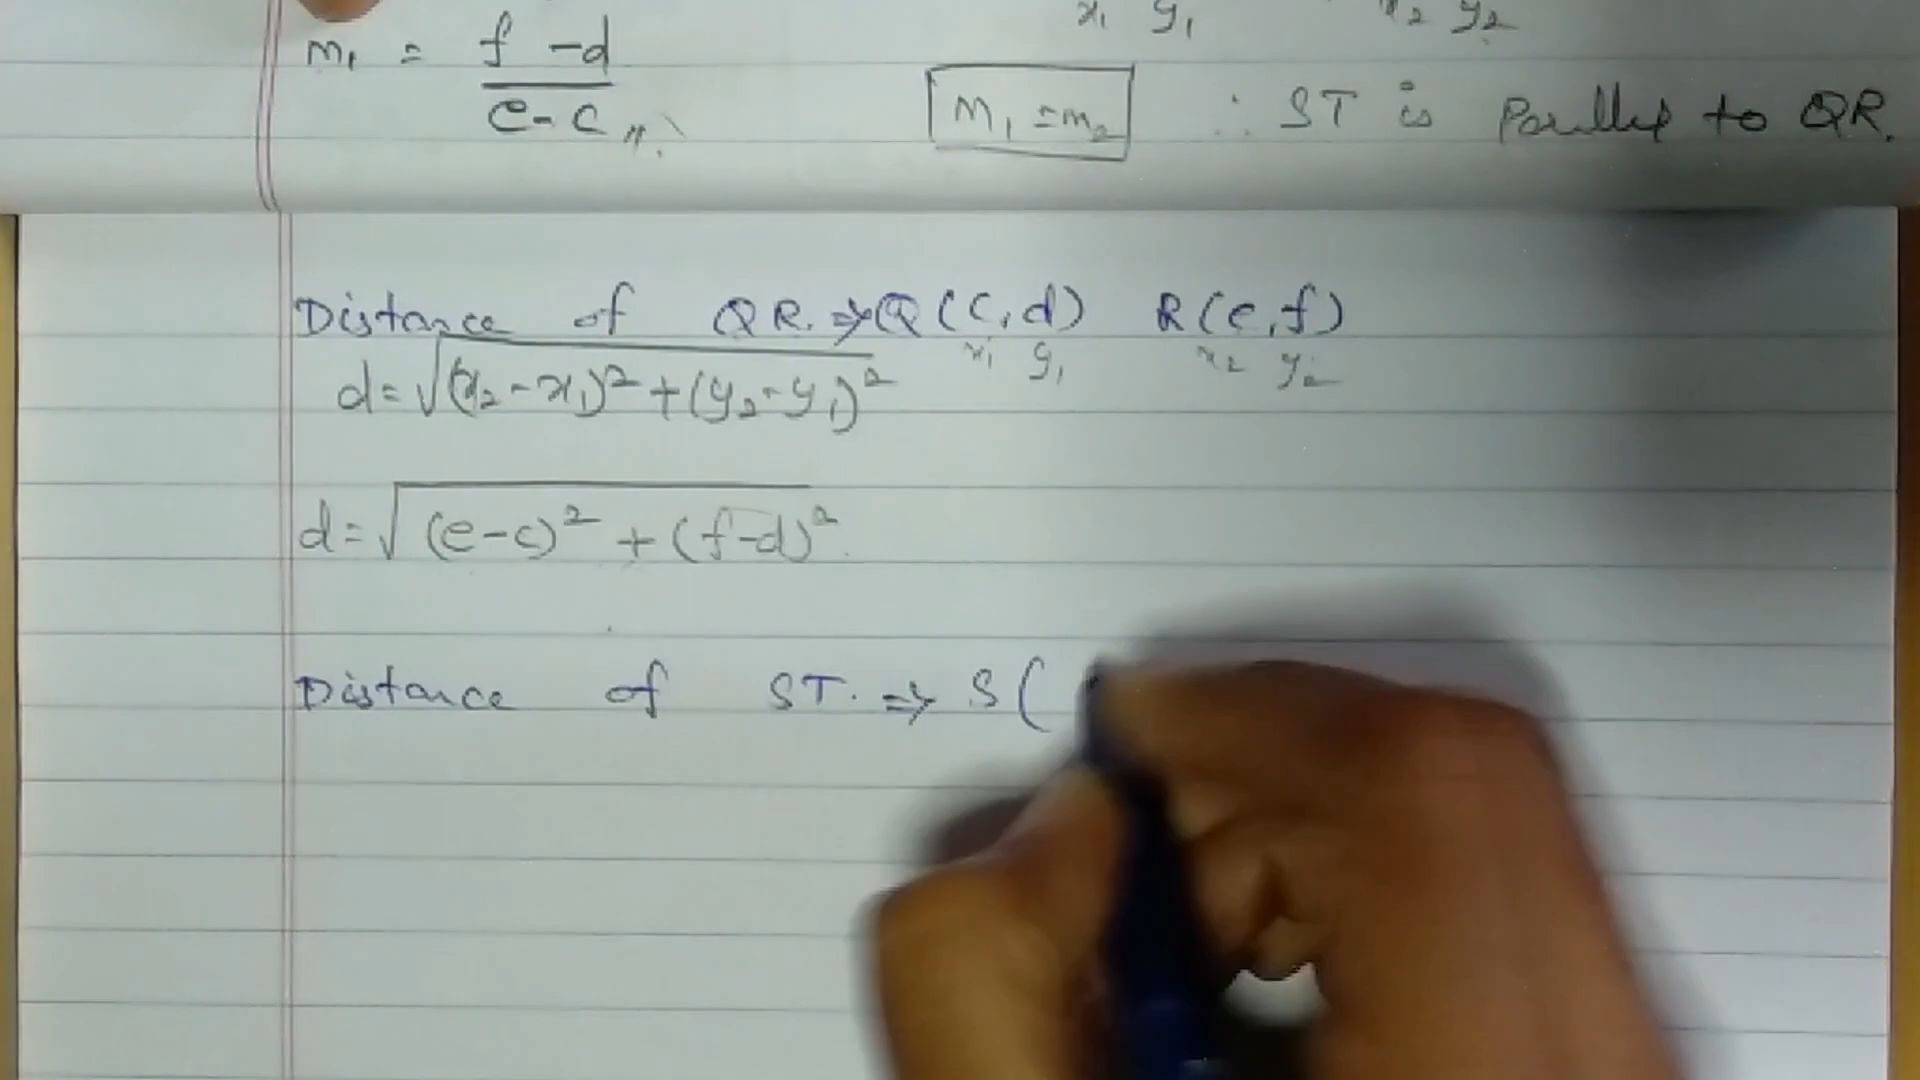 x₁ y₁ x₂ y₂
m₁ = f - d / e - c //. [m₁ = m₂] ∴ ST is Parallel to QR.
Distance of QR. ⇒ Q(c,d) R(e,f)
x₁ y₁ x₂ y₂
d = √(x₂ - x₁)² + (y₂ - y₁)²
d = √(e - c)² + (f - d)²
Distance of ST. ⇒ S (